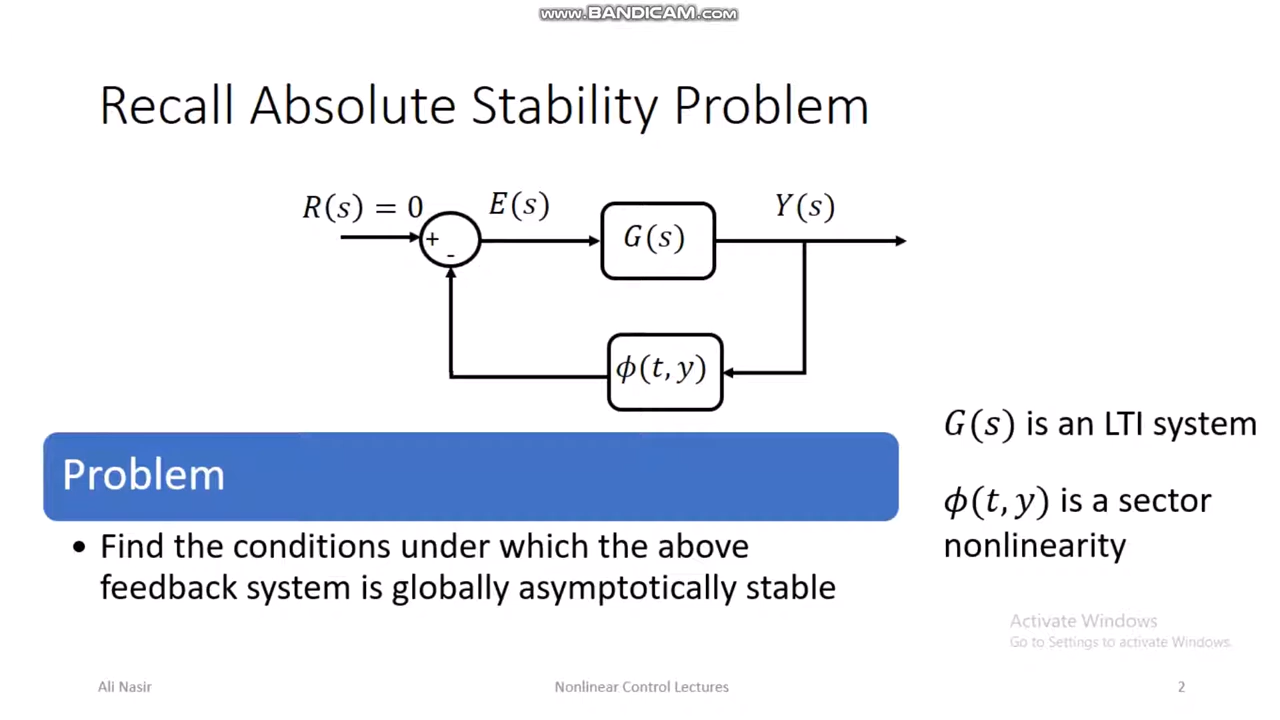 www.BANDICAM.com
Recall Absolute Stability Problem
R(s) = 0
E(s)
Y(s)
+
-
G(s)
ϕ(t, y)
G(s) is an LTI system
Problem
ϕ(t, y) is a sector
nonlinearity
• Find the conditions under which the above
feedback system is globally asymptotically stable
Activate Windows
Go to Settings to activate Windows.
Ali Nasir
Nonlinear Control Lectures
2